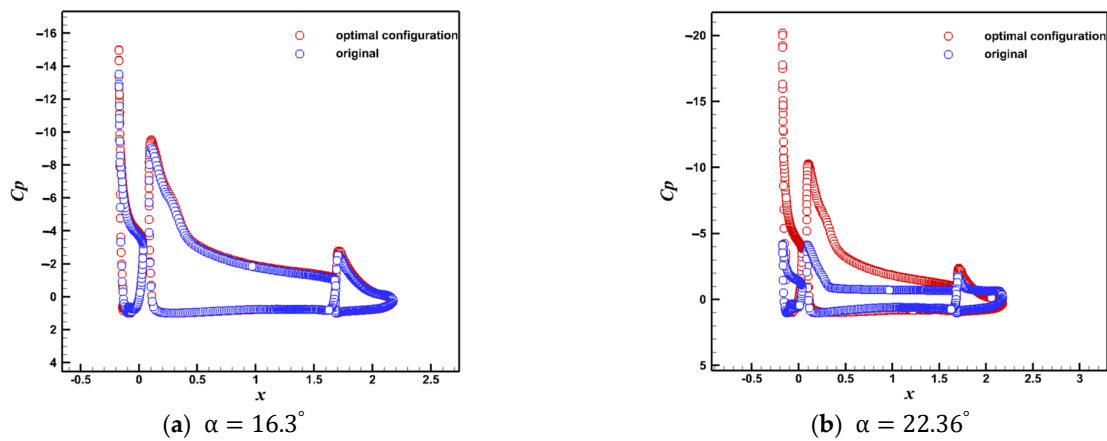 optimal configuration
original
-16
-14
-12
-10
-8
-6
-4
-2
0
2
4
Cp
-0.5 0 0.5 1 1.5 2 2.5
x
(a) α = 16.3°
optimal configuration
original
-20
-15
-10
-5
0
5
Cp
-0.5 0 0.5 1 1.5 2 2.5 3
x
(b) α = 22.36°